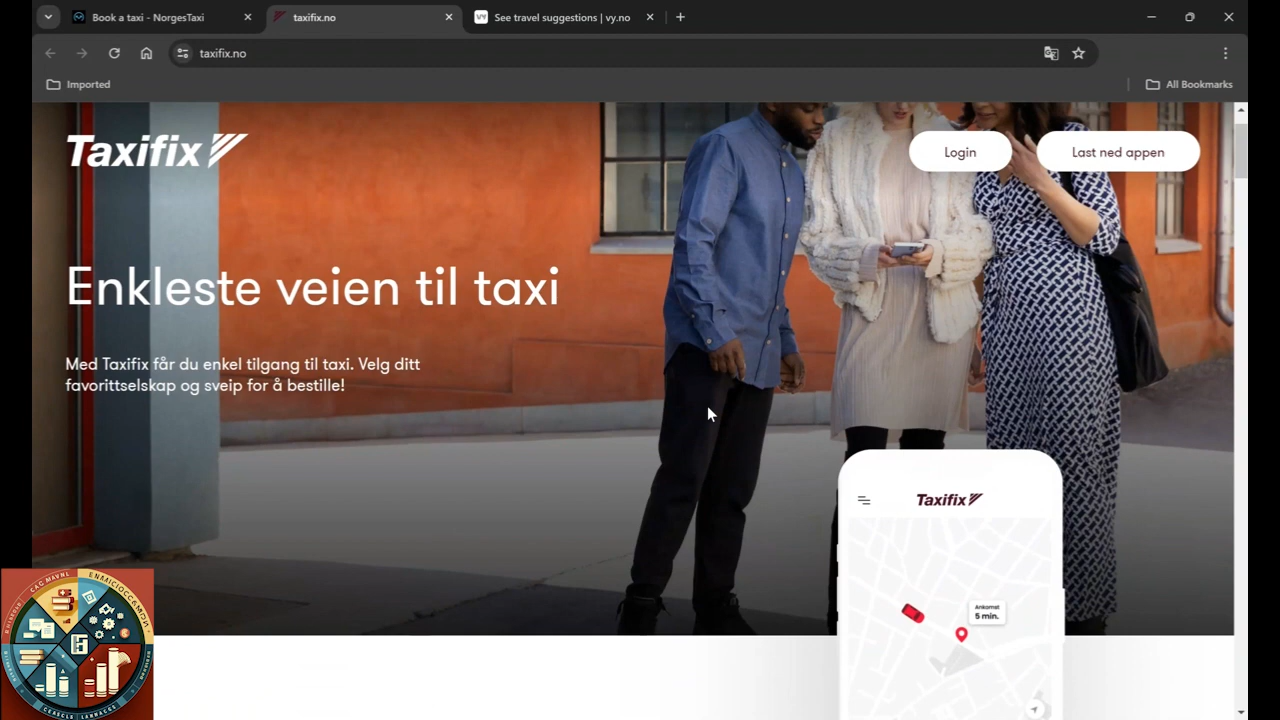 Book a taxi - NorgesTaxi
taxifix.no
vy
See travel suggestions | vy.no
taxifix.no
Imported
All Bookmarks
Taxifix
Login
Last ned appen
Enkleste veien til taxi
Med Taxifix får du enkel tilgang til taxi. Velg ditt
favorittselskap og sveip for å bestille!
Taxifix
Ankomst
5 min.